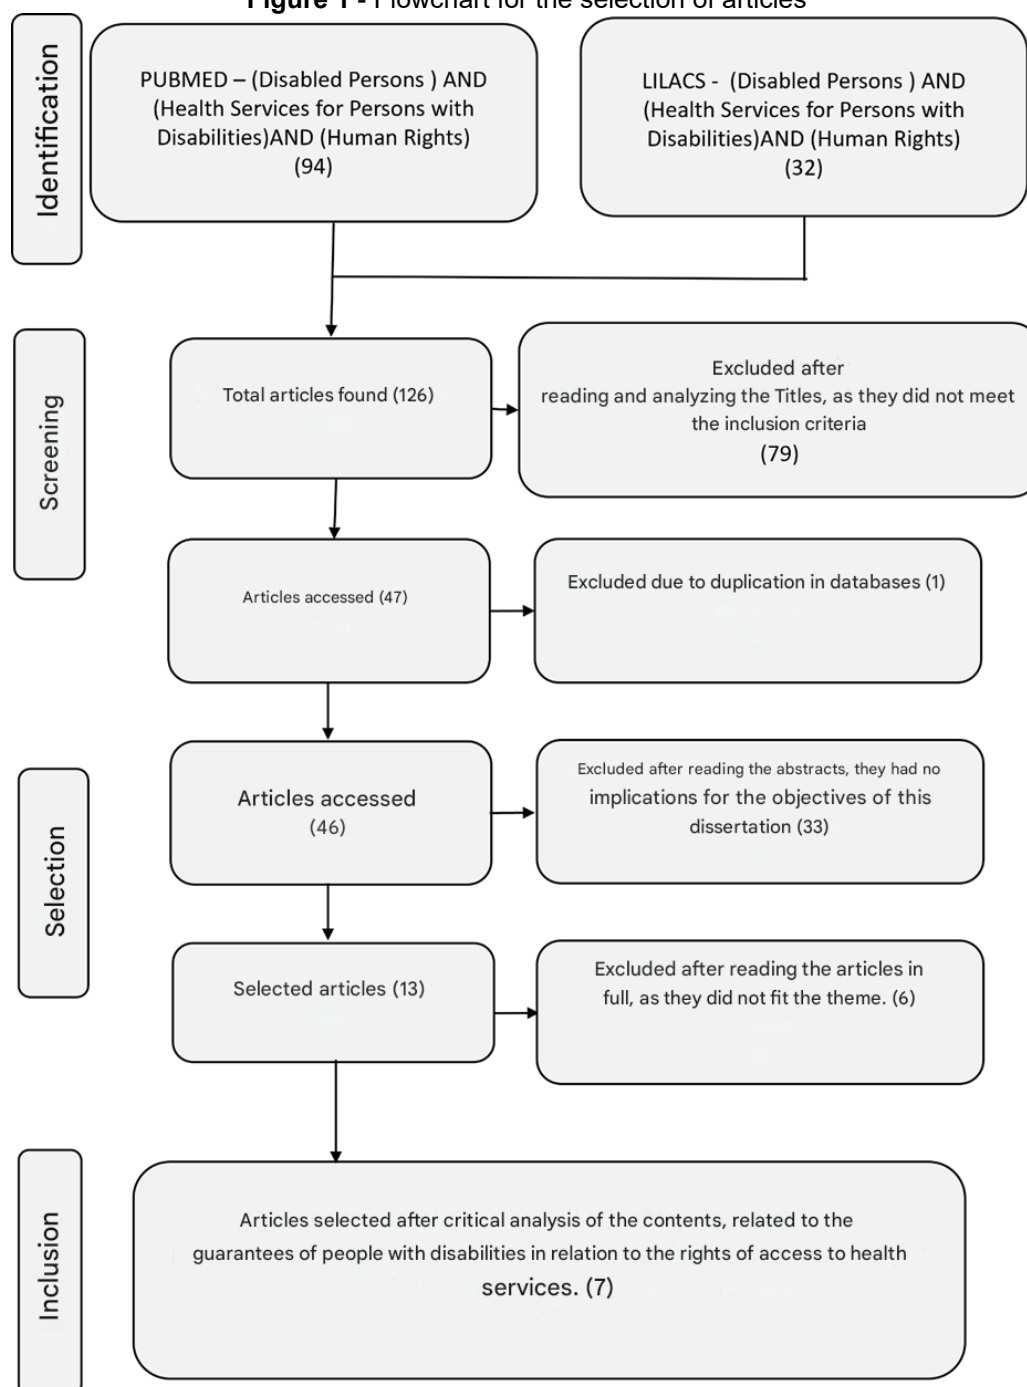 Figure 1 - Flowchart for the selection of articles
Identification
PUBMED – (Disabled Persons ) AND
(Health Services for Persons with
Disabilities)AND (Human Rights)
(94)
LILACS -  (Disabled Persons ) AND
(Health Services for Persons with
Disabilities)AND (Human Rights)
(32)
Screening
Total articles found (126)
Excluded after
reading and analyzing the Titles, as they did not meet
the inclusion criteria
(79)
Articles accessed (47)
Excluded due to duplication in databases (1)
Selection
Articles accessed
(46)
Excluded after reading the abstracts, they had no
implications for the objectives of this
dissertation (33)
Selected articles (13)
Excluded after reading the articles in
full, as they did not fit the theme. (6)
Inclusion
Articles selected after critical analysis of the contents, related to the
guarantees of people with disabilities in relation to the rights of access to health
services. (7)